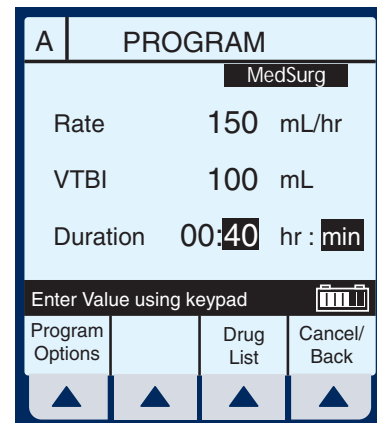 A PROGRAM
MedSurg
Rate 150 mL/hr
VTBI 100 mL
Duration 00:40 hr : min
Enter Value using keypad
Program Options
Drug List
Cancel/ Back